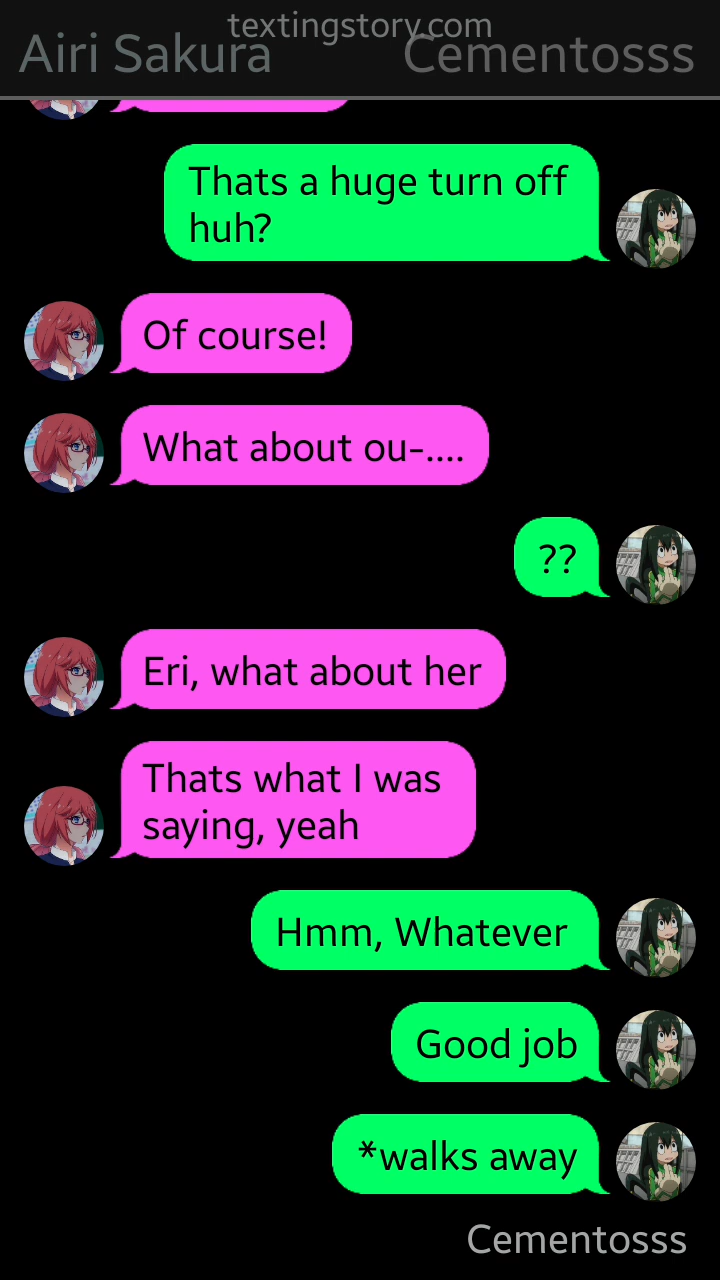 textingstory.com
Airi Sakura
Cementosss
Thats a huge turn off
huh?
Of course!
What about ou-....
??
Eri, what about her
Thats what I was
saying, yeah
Hmm, Whatever
Good job
*walks away
Cementosss